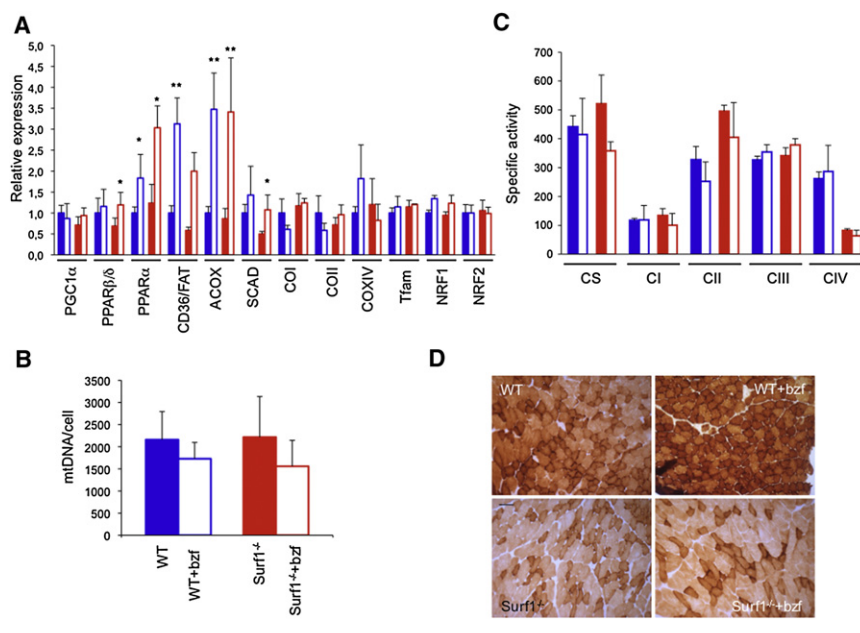 A
Relative expression
5,0
4,5
4,0
3,5
3,0
2,5
2,0
1,5
1,0
0,5
0,0
*
*
*
**
**
**
*
PGC1α
PPARβ/δ
PPARα
CD36/FAT
ACOX
SCAD
COI
COII
COXIV
Tfam
NRF1
NRF2
B
mtDNA/cell
3500
3000
2500
2000
1500
1000
500
0
WT
WT+bzf
Surf1-/-
Surf1-/-+bzf
C
Specific activity
700
600
500
400
300
200
100
0
CS
CI
CII
CIII
CIV
D
WT
WT+bzf
Surf1-/-
Surf1-/-+bzf